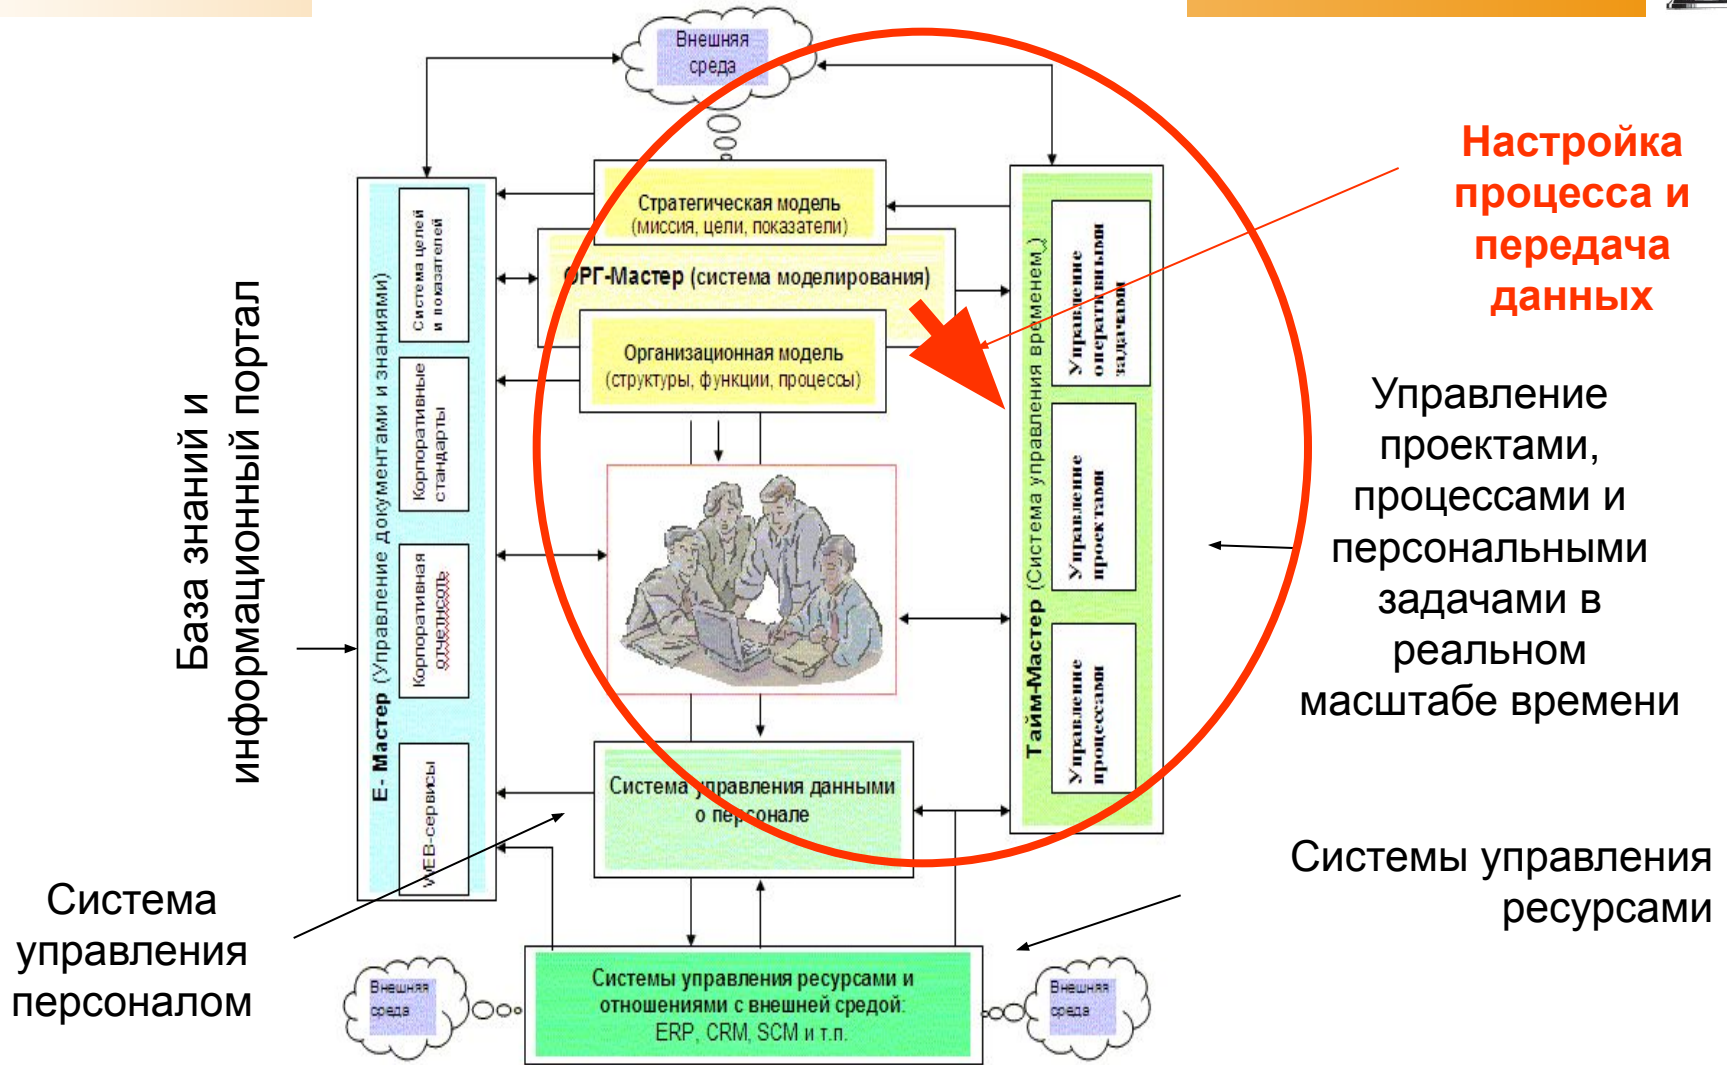 Внешняя
среда
Настройка
процесса и
передача
данных
Стратегическая модель
(миссия, цели, показатели)
ОРГ-Мастер (система моделирования)
Организационная модель
(структуры, функции, процессы)
База знаний и
информационный портал
Е- Мастер (Управление документами и знаниями)
Система целей
и показателей
Корпоративные
стандарты
Корпоративная
отчетнсоть
WEB-сервисы
Тайм-Мастер (Система управления временем )
Управление
оперативными
задачами
Управление
проектами
Управление
процессами
Управление
проектами,
процессами и
персональными
задачами в
реальном
масштабе времени
Система управления данными
о персонале
Системы управления
ресурсами
Система
управления
персоналом
Системы управления ресурсами и
отношениями с внешней средой:
ERP, CRM, SCM и т.п.
Внешняя
среда
Внешняя
среда